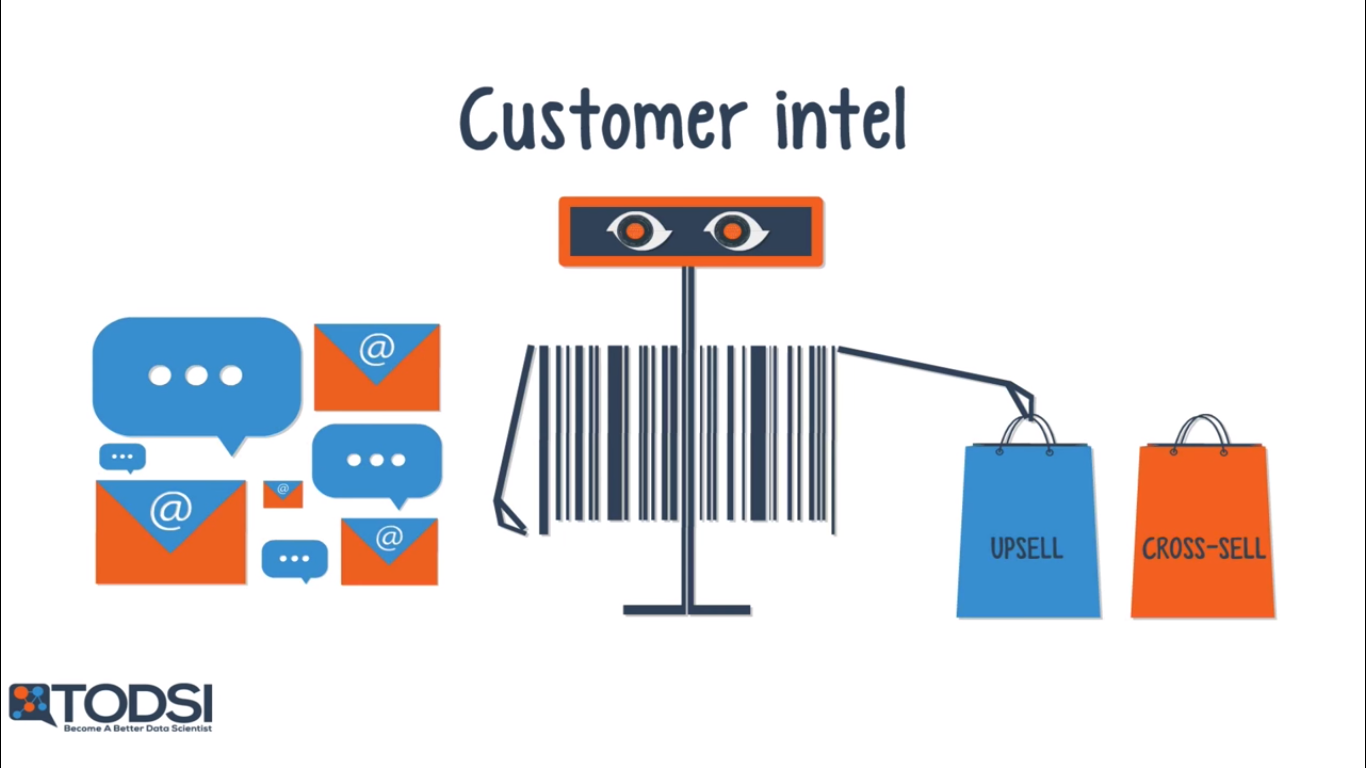 Customer intel
@
@
@
@
UPSELL
CROSS-SELL
TODSI
Become A Better Data Scientist